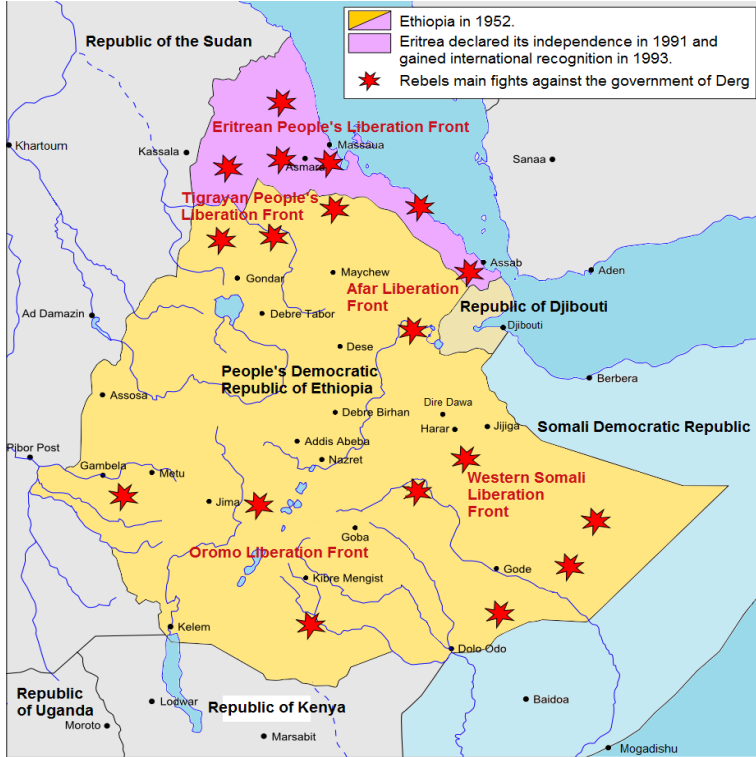 Ethiopia in 1952.
Eritrea declared its independence in 1991 and
gained international recognition in 1993.
Rebels main fights against the government of Derg
Republic of the Sudan
Eritrean People's Liberation Front
Khartourn
Kassala
Massaua
Asmara
Sanaa
Tigrayan People's
Liberation Front
Gondar
Maychew
Assab
Aden
Afar Liberation
Front
Republic of Djibouti
Ad Damazin
Debre Tabor
Djibouti
Dese
People's Democratic
Republic of Ethiopia
Berbera
Assosa
Debre Birhan
Dire Dawa
Harar
Jijiga
Somali Democratic Republic
Addis Abeba
Nazret
Pibor Post
Gambela
Metu
Western Somali
Liberation
Front
Jima
Goba
Oromo Liberation Front
Gode
Kibre Mengist
Kelem
Dolo Odo
Republic
of Uganda
Lodwar
Republic of Kenya
Baidoa
Moroto
Marsabit
Mogadishu